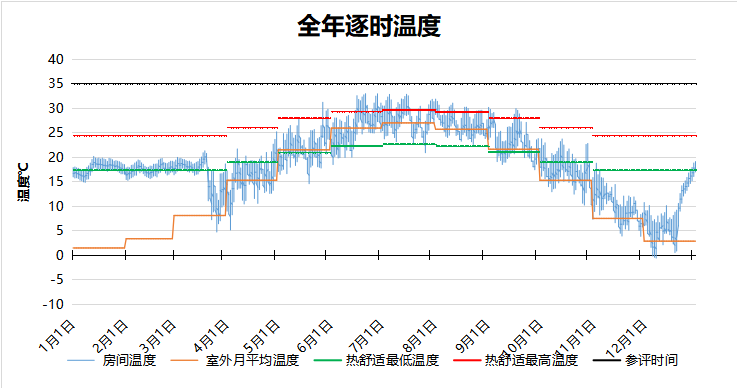 全年逐时温度
温度℃
40
35
30
25
20
15
10
5
0
-5
-10
1月1日
2月1日
3月1日
4月1日
5月1日
6月1日
7月1日
8月1日
9月1日
10月1日
11月1日
12月1日
房间温度
室外月平均温度
热舒适最低温度
热舒适最高温度
参评时间